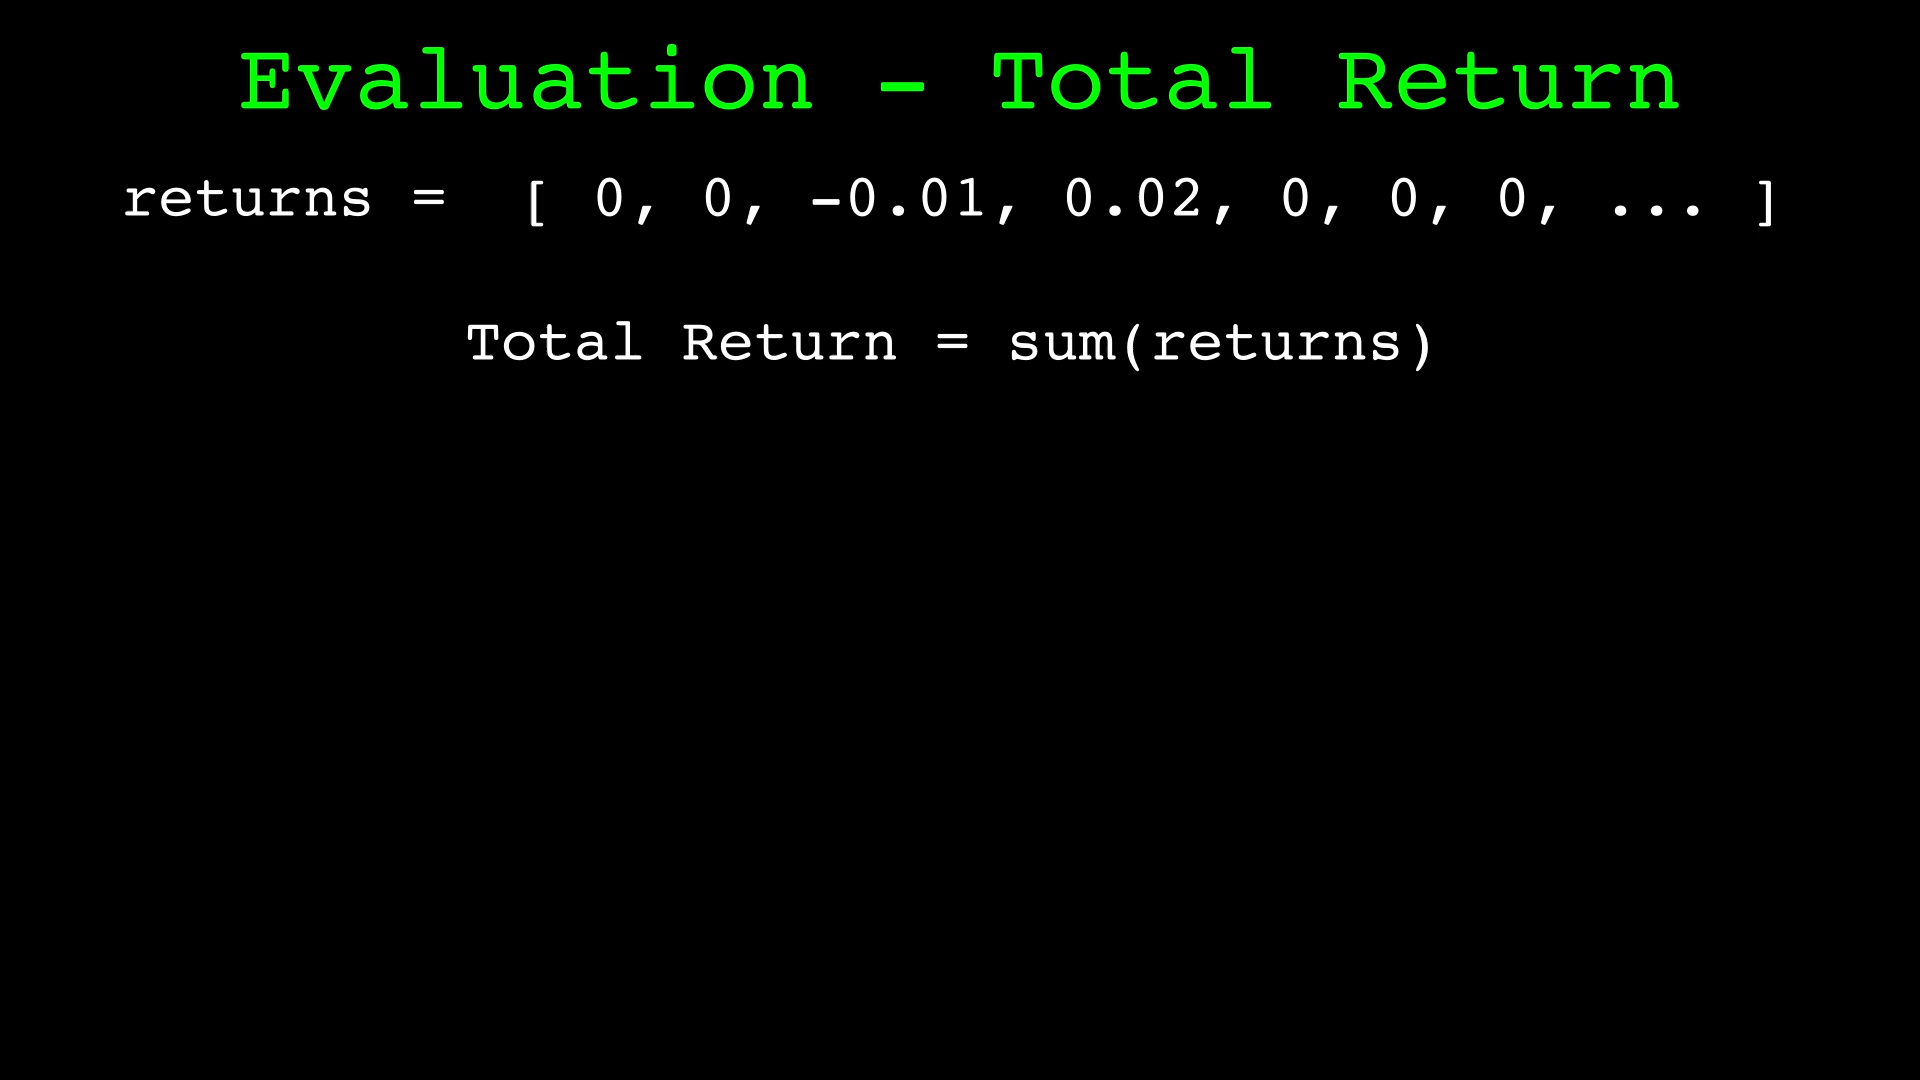 Evaluation - Total Return
returns = [ 0, 0, -0.01, 0.02, 0, 0, 0, ... ]
Total Return = sum(returns)